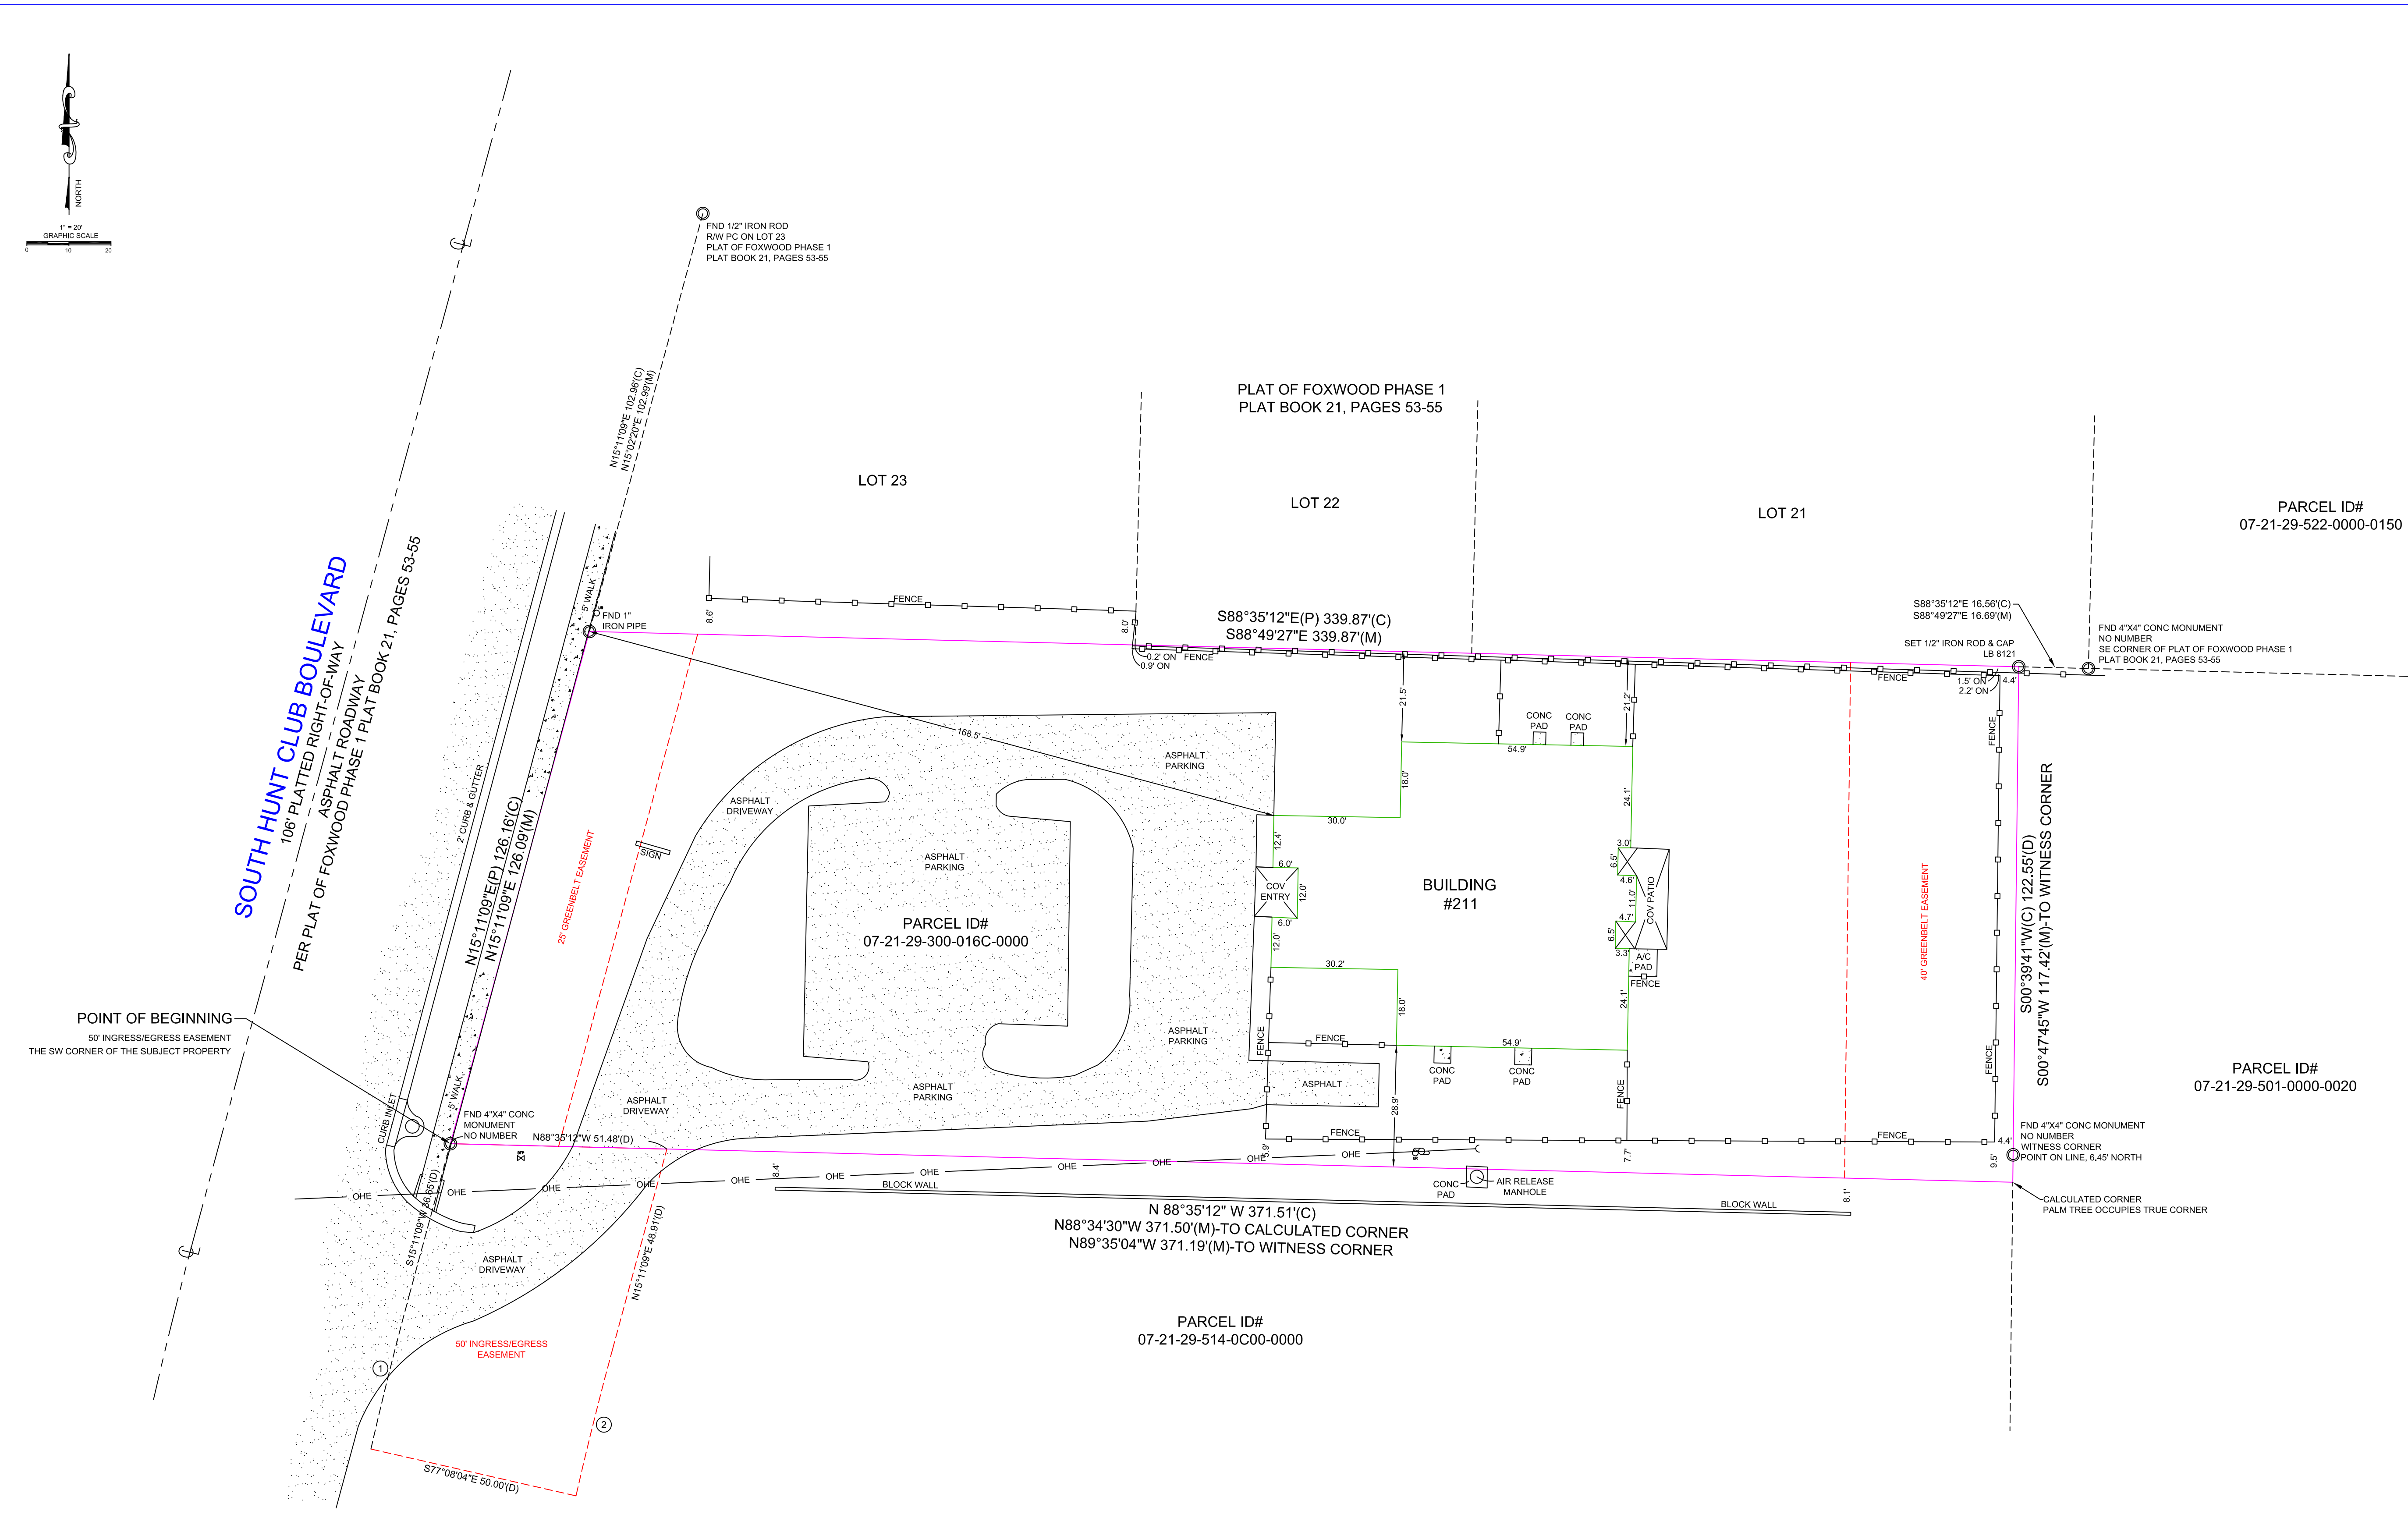 NORTH
1" = 20'
GRAPHIC SCALE
0 10 20
FND 1/2" IRON ROD
R/W PC ON LOT 23
PLAT OF FOXWOOD PHASE 1
PLAT BOOK 21, PAGES 53-55
N15°11'09"E 102.96'(C)
N15°02'20"E 102.99'(M)
PLAT OF FOXWOOD PHASE 1
PLAT BOOK 21, PAGES 53-55
LOT 23
LOT 22
LOT 21
PARCEL ID#
07-21-29-522-0000-0150
SOUTH HUNT CLUB BOULEVARD
106' PLATTED RIGHT-OF-WAY
ASPHALT ROADWAY
PER PLAT OF FOXWOOD PHASE 1 PLAT BOOK 21, PAGES 53-55
2' CURB & GUTTER
5' WALK
FND 1"
IRON PIPE
FENCE
8.6'
8.0'
S88°35'12"E(P) 339.87'(C)
S88°49'27"E 339.87'(M)
0.2' ON
0.9' ON
FENCE
S88°35'12"E 16.56'(C)
S88°49'27"E 16.69'(M)
SET 1/2" IRON ROD & CAP
LB 8121
FND 4"X4" CONC MONUMENT
NO NUMBER
SE CORNER OF PLAT OF FOXWOOD PHASE 1
PLAT BOOK 21, PAGES 53-55
FENCE
1.5' ON
2.2' ON
4.4'
21.5'
21.2'
CONC
PAD
CONC
PAD
54.9'
168.5'
ASPHALT
PARKING
FENCE
18.0'
24.1'
ASPHALT
DRIVEWAY
30.0'
12.4'
N15°11'09"E(P) 126.16'(C)
N15°11'09"E 126.09'(M)
25' GREENBELT EASEMENT
SIGN
ASPHALT
PARKING
6.0'
COV
ENTRY
12.0'
6.0'
12.0'
BUILDING
#211
3.0'
6.5'
4.6'
11.0'
COV PATIO
4.7'
6.5'
3.3'
A/C
PAD
FENCE
40' GREENBELT EASEMENT
S00°39'41"W(C) 122.55'(D)
S00°47'45"W 117.42'(M)-TO WITNESS CORNER
PARCEL ID#
07-21-29-300-016C-0000
30.2'
18.0'
24.1'
POINT OF BEGINNING
50' INGRESS/EGRESS EASEMENT
THE SW CORNER OF THE SUBJECT PROPERTY
ASPHALT
PARKING
FENCE
FENCE
54.9'
CONC
PAD
CONC
PAD
FENCE
FENCE
PARCEL ID#
07-21-29-501-0000-0020
5' WALK
CURB INLET
ASPHALT
DRIVEWAY
ASPHALT
PARKING
ASPHALT
28.9'
FND 4"X4" CONC
MONUMENT
NO NUMBER
N88°35'12"W 51.48'(D)
FENCE
FENCE
4.4'
FND 4"X4" CONC MONUMENT
NO NUMBER
WITNESS CORNER
POINT ON LINE, 6.45' NORTH
8.4'
5.9'
7.7'
9.5'
8.1'
OHE OHE OHE OHE OHE OHE OHE OHE OHE OHE OHE
BLOCK WALL
CONC
PAD
AIR RELEASE
MANHOLE
BLOCK WALL
CALCULATED CORNER
PALM TREE OCCUPIES TRUE CORNER
N 88°35'12" W 371.51'(C)
N88°34'30"W 371.50'(M)-TO CALCULATED CORNER
N89°35'04"W 371.19'(M)-TO WITNESS CORNER
S15°11'09"W 36.65'(D)
ASPHALT
DRIVEWAY
N15°11'09"E 48.91'(D)
50' INGRESS/EGRESS
EASEMENT
PARCEL ID#
07-21-29-514-0C00-0000
1
2
S77°08'04"E 50.00'(D)